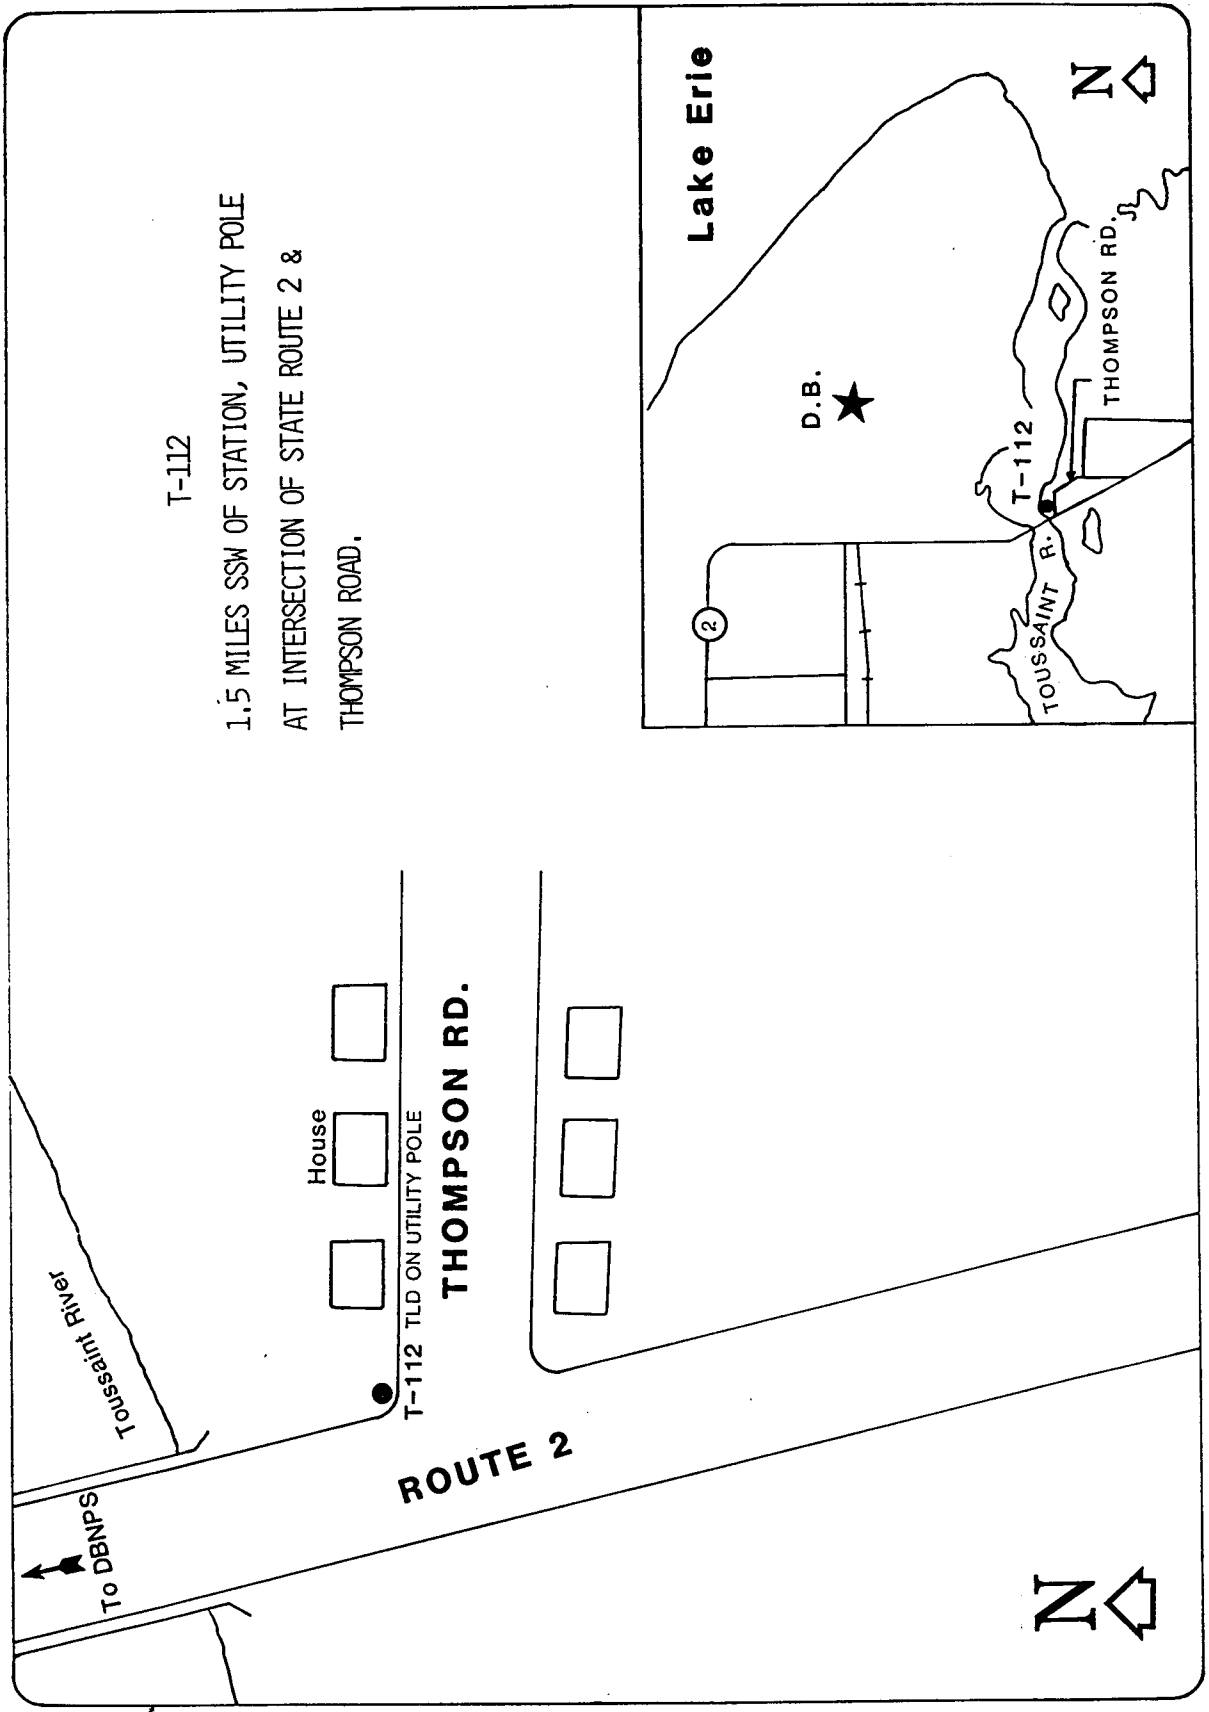 T-112
1.5 MILES SSW OF STATION, UTILITY POLE
AT INTERSECTION OF STATE ROUTE 2 &
THOMPSON ROAD.
To DBNPS
Toussaint River
House
T-112 TLD ON UTILITY POLE
THOMPSON RD.
ROUTE 2
N
Lake Erie
2
D.B.
T-112
TOUSSAINT R.
THOMPSON RD.
N